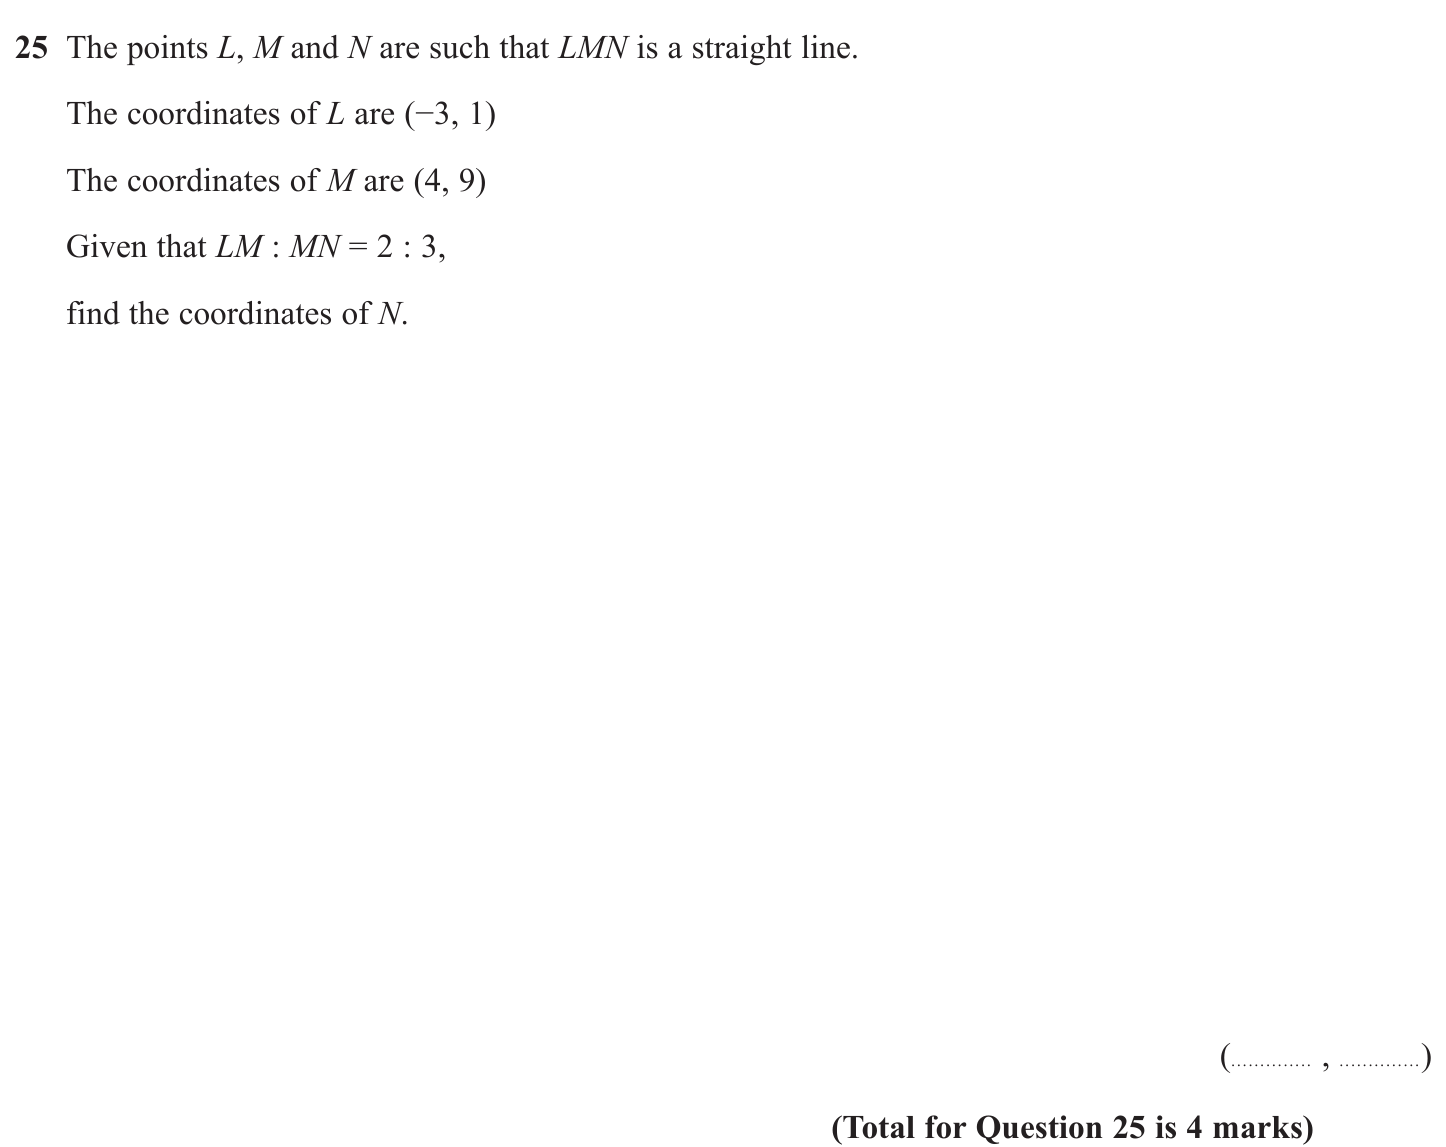 25 The points L, M and N are such that LMN is a straight line.
The coordinates of L are (−3, 1)
The coordinates of M are (4, 9)
Given that LM : MN = 2 : 3,
find the coordinates of N.
(.............. , ..............)
(Total for Question 25 is 4 marks)